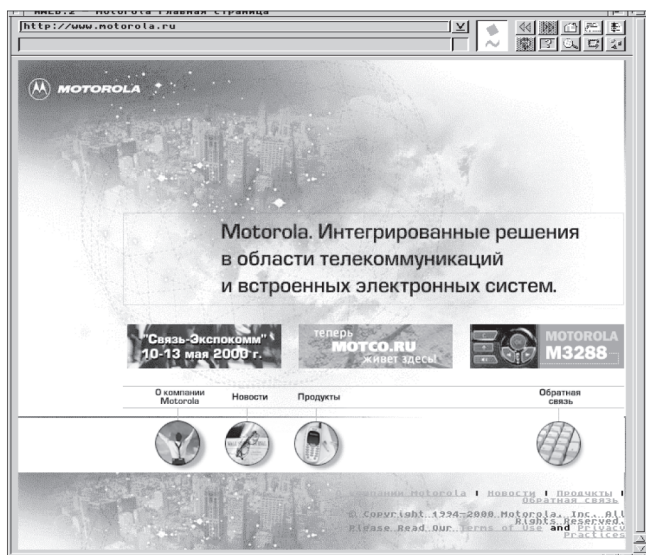 Motorola Главная страница
http://www.motorola.ru
MOTOROLA
Motorola. Интегрированные решения
в области телекоммуникаций
и встроенных электронных систем.
"Связь-Экспокомм"
10-13 мая 2000 г.
теперь
MOTCO.RU
живет здесь!
MOTOROLA
M3288
О компании
Motorola
Новости
Продукты
Обратная
связь
Motorola | Новости | Продукты |
Обратная связь
© Copyright 1994-2000 Motorola, Inc. All
Rights Reserved.
Please Read Our Terms of Use and Privacy
Practices